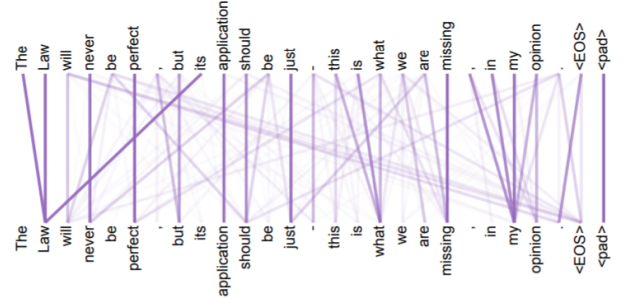 The Law will never be perfect , but its application should be just - this is what we are missing , in my opinion . <EOS> <pad>
The Law will never be perfect , but its application should be just - this is what we are missing , in my opinion . <EOS> <pad>